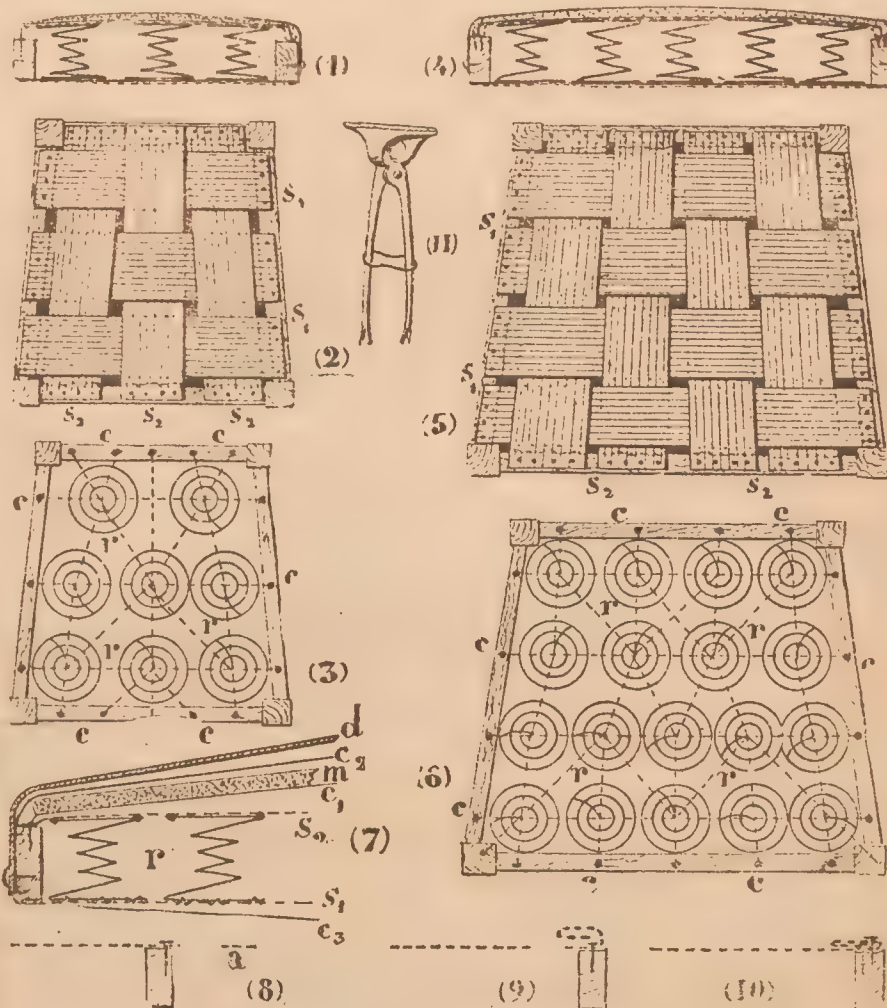 (1) (4)
S₁ (11) S₁
S₁
(2)
S₂ S₂ S₂
S₁
(5)
S₂ S₂
c c
c r c
r r
(3)
c c
c c
r r
c c
(6)
r r
c
c c
d
c₂
m
c₁
S₂
(7)
r
S₁
c₃
a
(8) (9) (10)